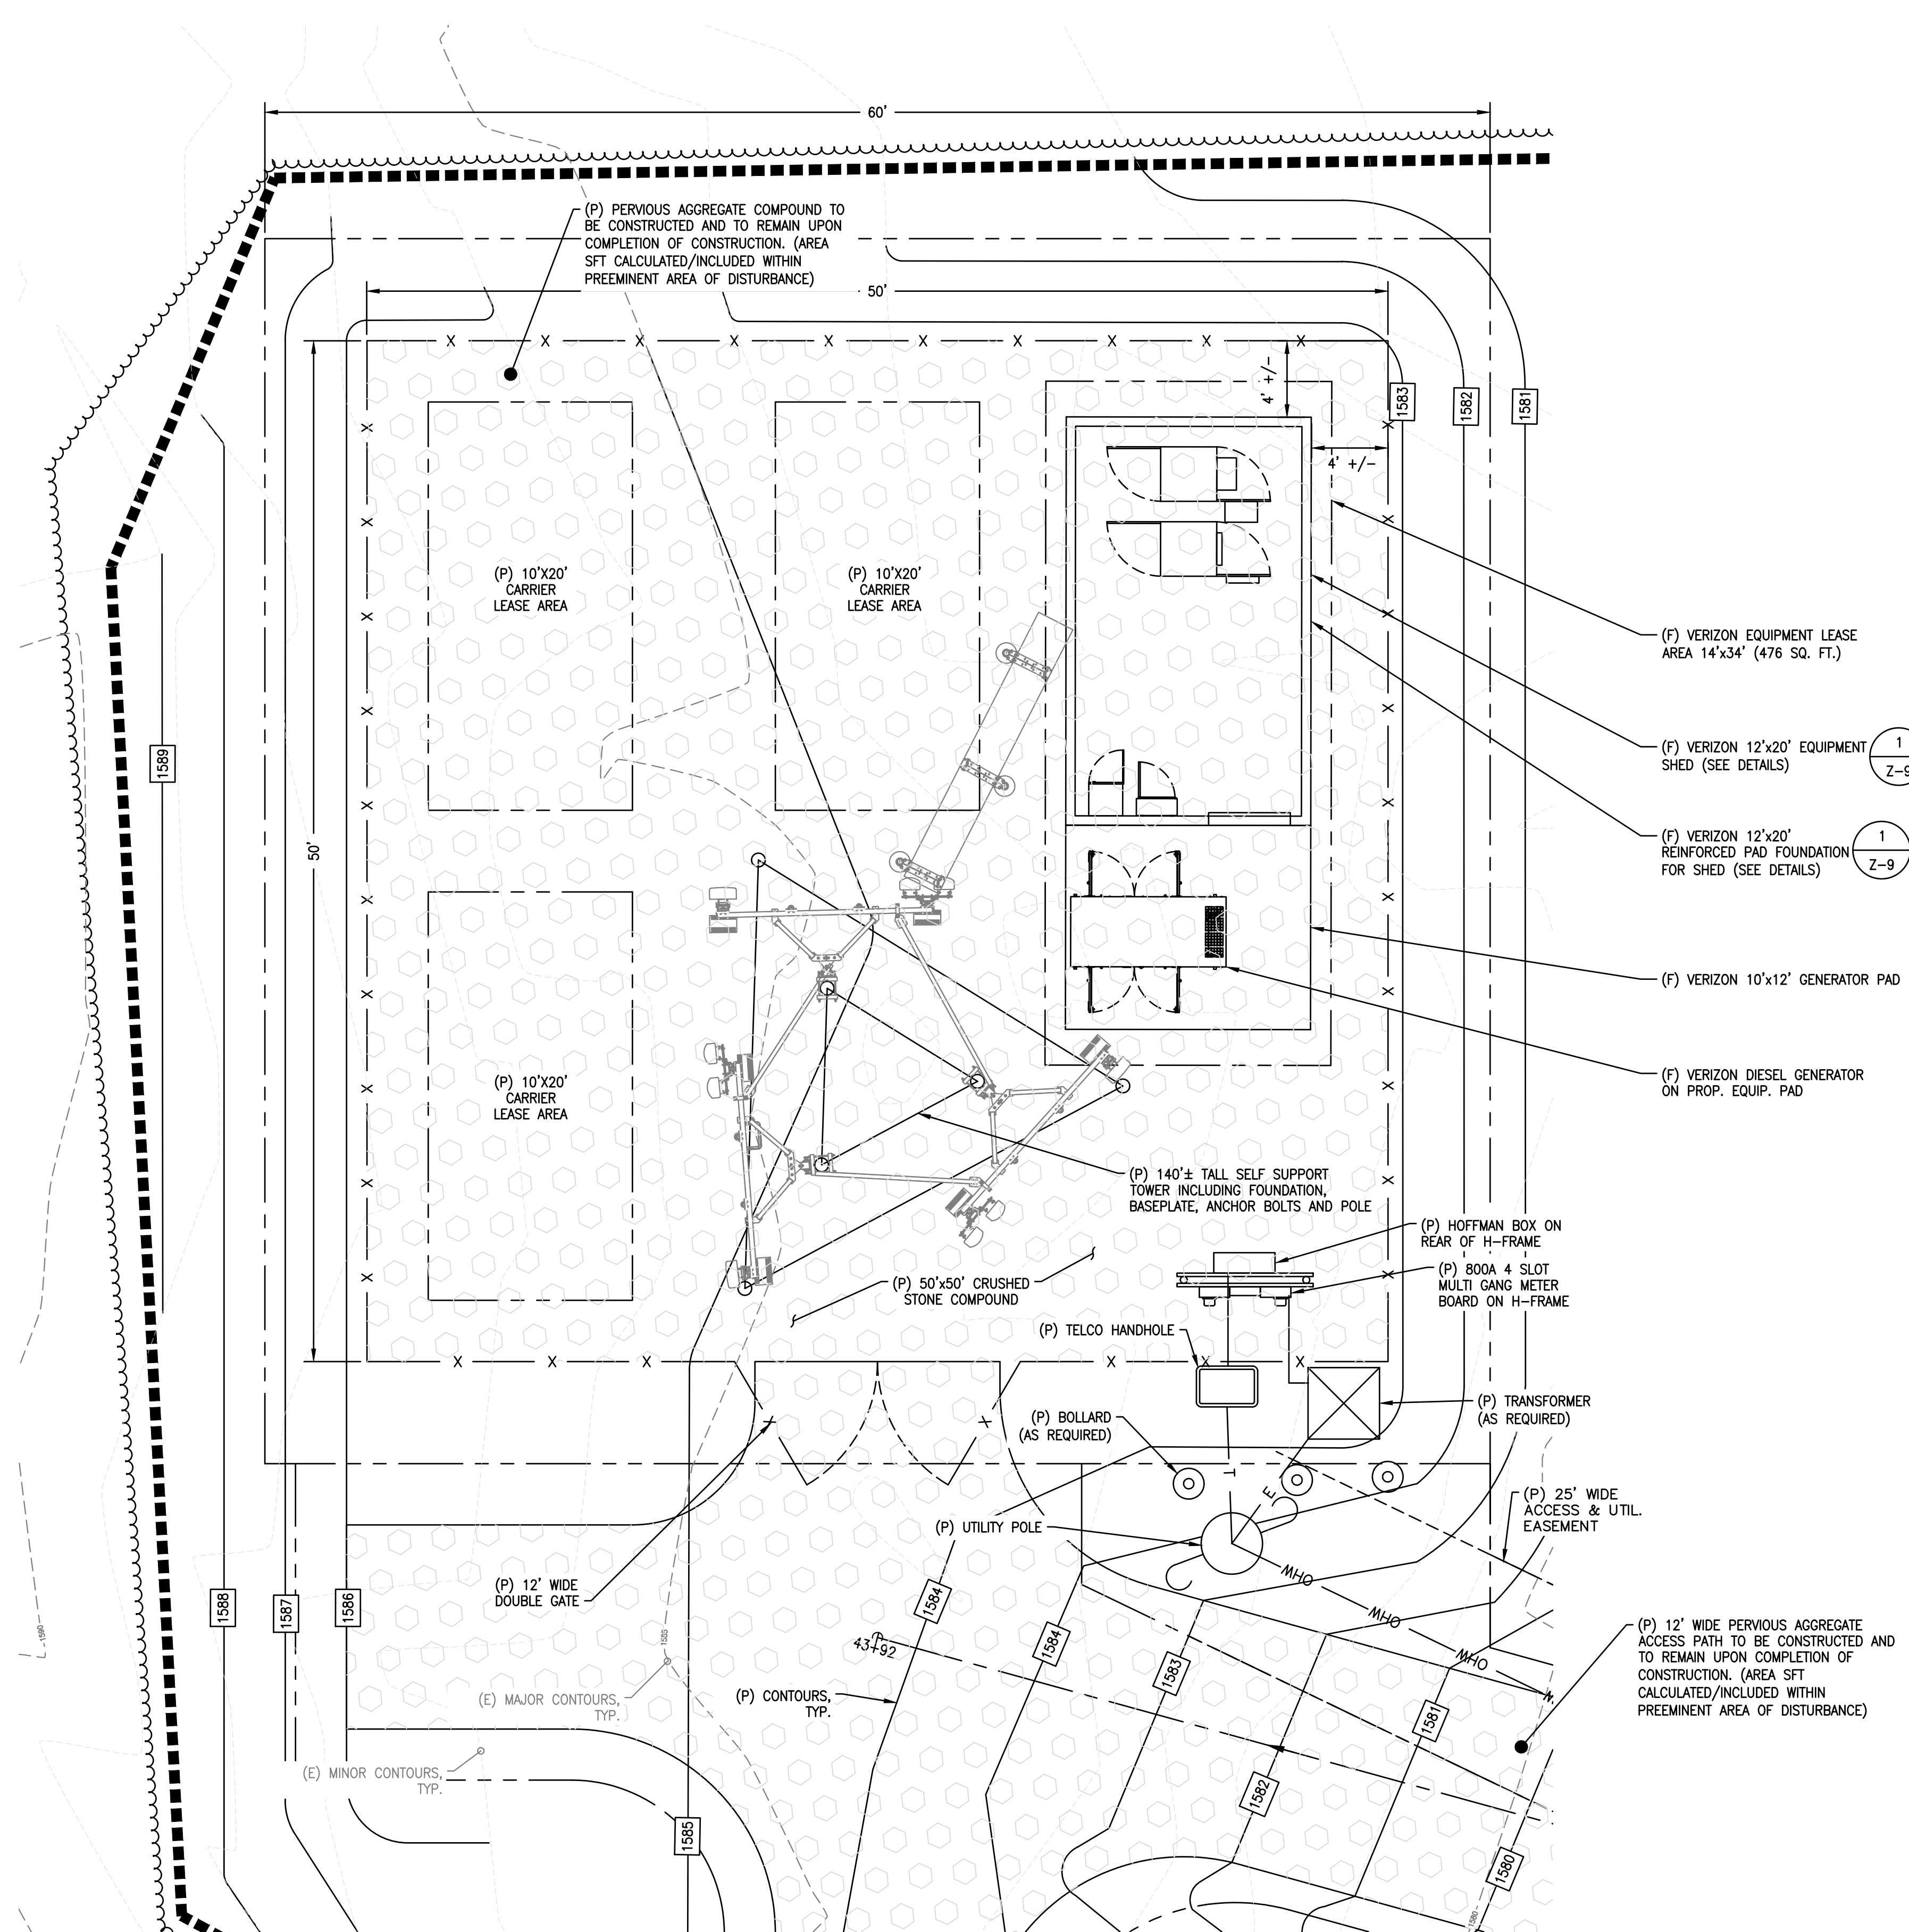 60'
(P) PERVIOUS AGGREGATE COMPOUND TO
BE CONSTRUCTED AND TO REMAIN UPON
COMPLETION OF CONSTRUCTION. (AREA
SFT CALCULATED/INCLUDED WITHIN
PREEMINENT AREA OF DISTURBANCE)
50'
4' +/-
4' +/-
1583
1582
1581
(P) 10'X20'
CARRIER
LEASE AREA
(P) 10'X20'
CARRIER
LEASE AREA
(F) VERIZON EQUIPMENT LEASE
AREA 14'x34' (476 SQ. FT.)
1589
(F) VERIZON 12'x20' EQUIPMENT
SHED (SEE DETAILS)
1
Z-9
50'
(F) VERIZON 12'x20'
REINFORCED PAD FOUNDATION
FOR SHED (SEE DETAILS)
1
Z-9
(F) VERIZON 10'x12' GENERATOR PAD
(F) VERIZON DIESEL GENERATOR
ON PROP. EQUIP. PAD
(P) 10'X20'
CARRIER
LEASE AREA
(P) 140'± TALL SELF SUPPORT
TOWER INCLUDING FOUNDATION,
BASEPLATE, ANCHOR BOLTS AND POLE
(P) HOFFMAN BOX ON
REAR OF H-FRAME
(P) 800A 4 SLOT
MULTI GANG METER
BOARD ON H-FRAME
(P) 50'x50' CRUSHED
STONE COMPOUND
(P) TELCO HANDHOLE
(P) TRANSFORMER
(AS REQUIRED)
(P) BOLLARD
(AS REQUIRED)
T
E
(P) 25' WIDE
ACCESS & UTIL.
EASEMENT
(P) UTILITY POLE
OHW
OHW
OHW
(P) 12' WIDE
DOUBLE GATE
1588
1587
1586
1590
1585
1584
1584
1583
43+92
(P) 12' WIDE PERVIOUS AGGREGATE
ACCESS PATH TO BE CONSTRUCTED AND
TO REMAIN UPON COMPLETION OF
CONSTRUCTION. (AREA SFT
CALCULATED/INCLUDED WITHIN
PREEMINENT AREA OF DISTURBANCE)
(E) MAJOR CONTOURS,
TYP.
(P) CONTOURS,
TYP.
1581
(E) MINOR CONTOURS,
TYP.
1582
1585
1580
1580